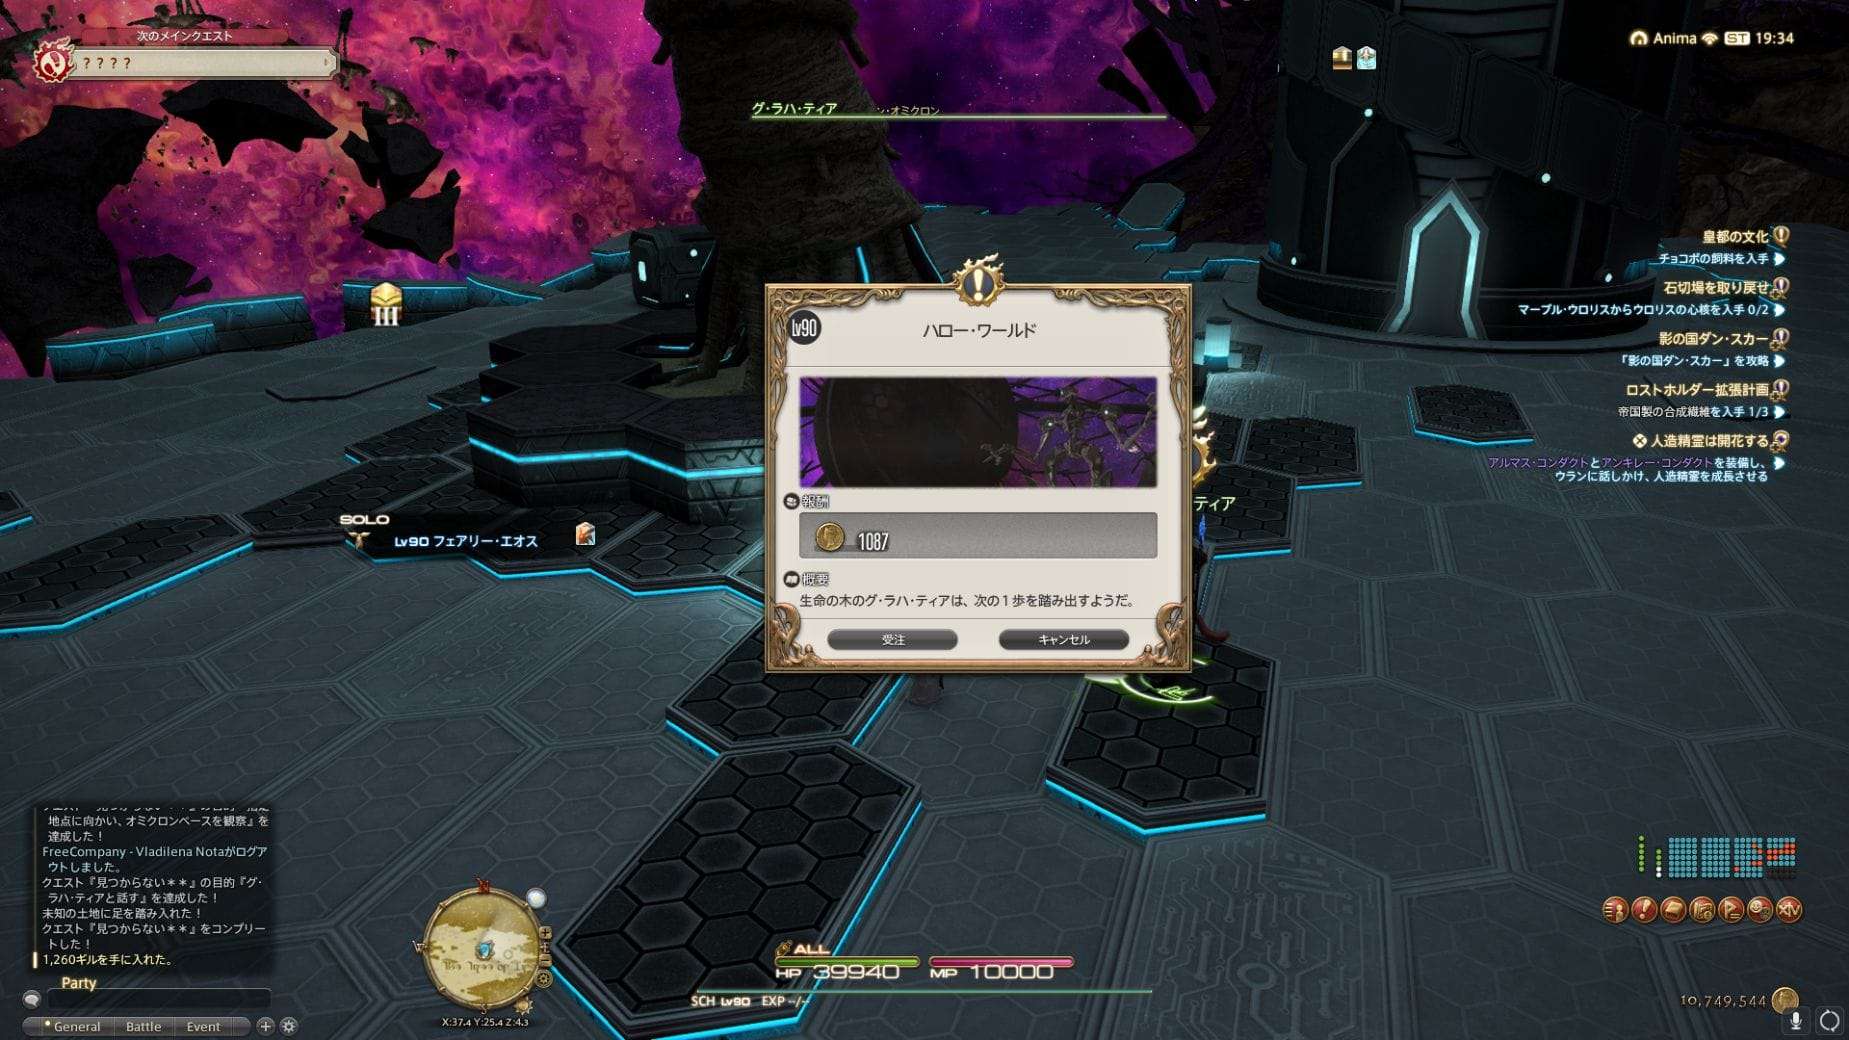 次のメインクエスト
????
Anima ST 19:34
グ・ラハ・ティア
ン・オミクロン
皇都の文化
チョコボの飼料を入手
石切場を取り戻せ
マーブル・ウロリスからウロリスの心核を入手 0/2
影の国ダン・スカー
「影の国ダン・スカー」を攻略
ロストホルダー拡張計画
帝国製の合成繊維を入手 1/3
人造精霊は開花する
アルマス・コンダクトとアンキレー・コンダクトを装備し、
ウランに話しかけ、人造精霊を成長させる
III
Lv90
ハロー・ワールド
報酬
1087
概要
生命の木のグ・ラハ・ティアは、次の1歩を踏み出すようだ。
受注
キャンセル
ティア
SOLO
Lv90 フェアリー・エオス
地点に向かい、オミクロンベースを観察』を
達成した！
FreeCompany - Vladilena Notaがログア
ウトしました。
クエスト『見つからない＊＊』の目的『グ・
ラハ・ティアと話す』を達成した！
未知の土地に足を踏み入れた！
クエスト『見つからない＊＊』をコンプリー
トした！
1,260ギルを手に入れた。
Party
General Battle Event
X:37.4 Y:25.4 Z:4.3
ALL
HP 39940 MP 10000
SCH Lv90 EXP --/--
XIV
10,749,544